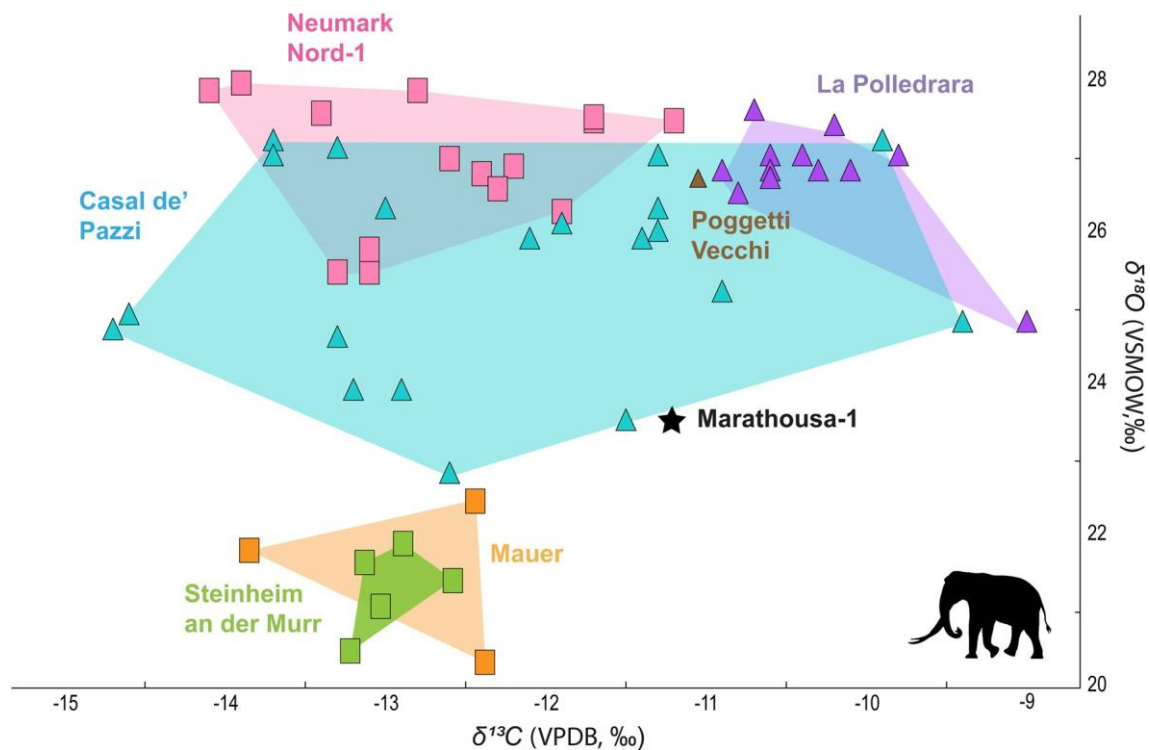 Neumark
Nord-1
La Polledrara
Casal de’
Pazzi
Poggetti
Vecchi
Marathousa-1
Mauer
Steinheim
an der Murr
28
26
24
22
20
δ¹⁸O (VSMOW,‰)
-15 -14 -13 -12 -11 -10 -9
δ¹³C (VPDB, ‰)